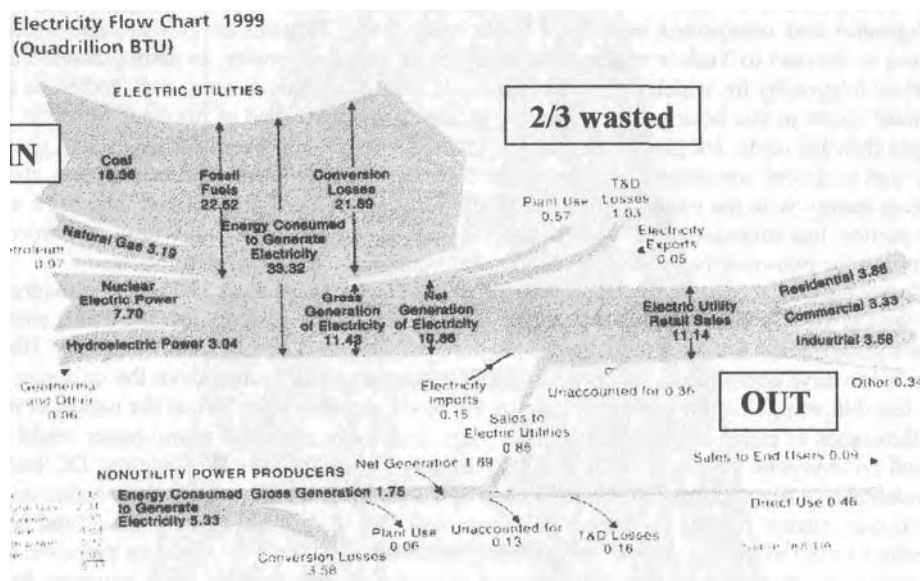 Electricity Flow Chart 1999
(Quadrillion BTU)
ELECTRIC UTILITIES
2/3 wasted
IN
Coal
18.56
Fossil
Fuels
22.52
Conversion
Losses
21.89
Energy Consumed
to Generate
Electricity
33.32
T&D
Losses
1.03
Plant Use
0.57
Electricity
Exports
0.05
Natural Gas 3.19
0.97
Nuclear
Electric Power
7.70
Hydroelectric Power 3.04
Gross
Generation
of Electricity
11.43
Net
Generation
of Electricity
10.86
Electric Utility
Retail Sales
11.14
Residential 3.88
Commercial 3.33
Industrial 3.58
Other 0.34
and Other
Electricity
Imports
0.15
Unaccounted for 0.36
OUT
Sales to
Electric Utilities
0.86
Net Generation 1.69
Sales to End Users 0.09
Direct Use 0.46
NONUTILITY POWER PRODUCERS
Energy Consumed
to Generate
Electricity 5.33
Gross Generation 1.75
Plant Use
0.06
Unaccounted for
0.13
T&D Losses
0.16
Conversion Losses
3.58